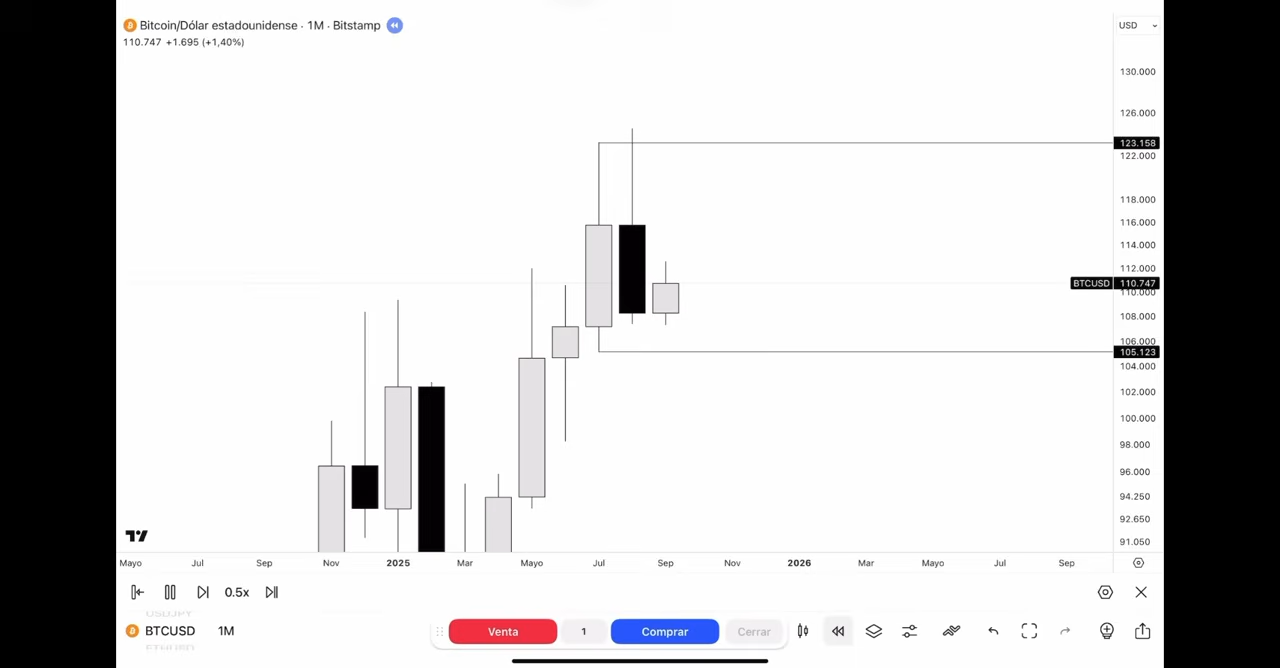 Bitcoin/Dólar estadounidense · 1M · Bitstamp
110.747 +1.695 (+1,40%)
USD
130.000
126.000
123.158
122.000
118.000
116.000
114.000
112.000
BTCUSD 110.747
110.000
108.000
106.000
105.123
104.000
102.000
100.000
98.000
96.000
94.250
92.650
91.050
Mayo Jul Sep Nov 2025 Mar Mayo Jul Sep Nov 2026 Mar Mayo Jul Sep
0.5x
USDJPY
BTCUSD 1M
Venta 1 Comprar Cerrar
ETHUSD